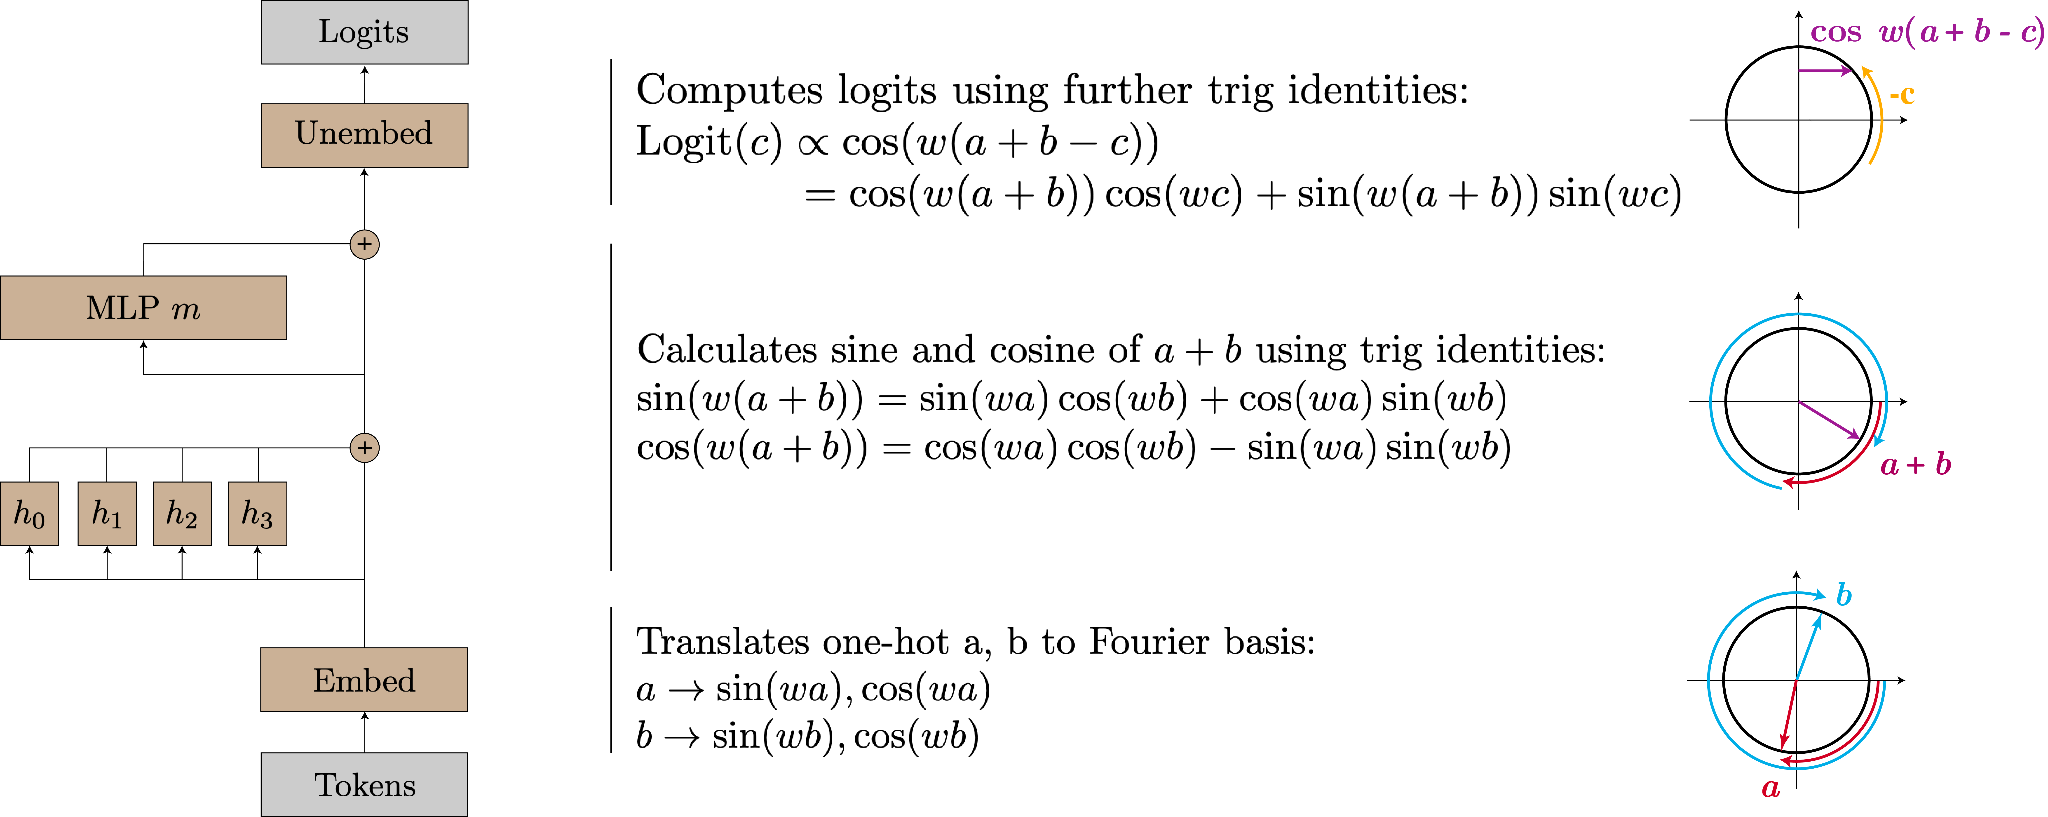 Logits
Unembed
+
MLP m
+
h₀ h₁ h₂ h₃
Embed
Tokens
Computes logits using further trig identities:
Logit(c) ∝ cos(w(a + b − c))
= cos(w(a + b)) cos(wc) + sin(w(a + b)) sin(wc)
Calculates sine and cosine of a + b using trig identities:
sin(w(a + b)) = sin(wa) cos(wb) + cos(wa) sin(wb)
cos(w(a + b)) = cos(wa) cos(wb) − sin(wa) sin(wb)
Translates one-hot a, b to Fourier basis:
a → sin(wa), cos(wa)
b → sin(wb), cos(wb)
cos w(a + b - c)
-c
a + b
b
a